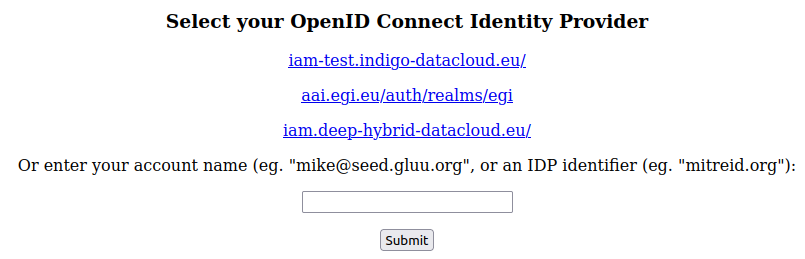 Select your OpenID Connect Identity Provider
iam-test.indigo-datacloud.eu/
aai.egi.eu/auth/realms/egi
iam.deep-hybrid-datacloud.eu/
Or enter your account name (eg. "mike@seed.gluu.org", or an IDP identifier (eg. "mitreid.org"):
Submit